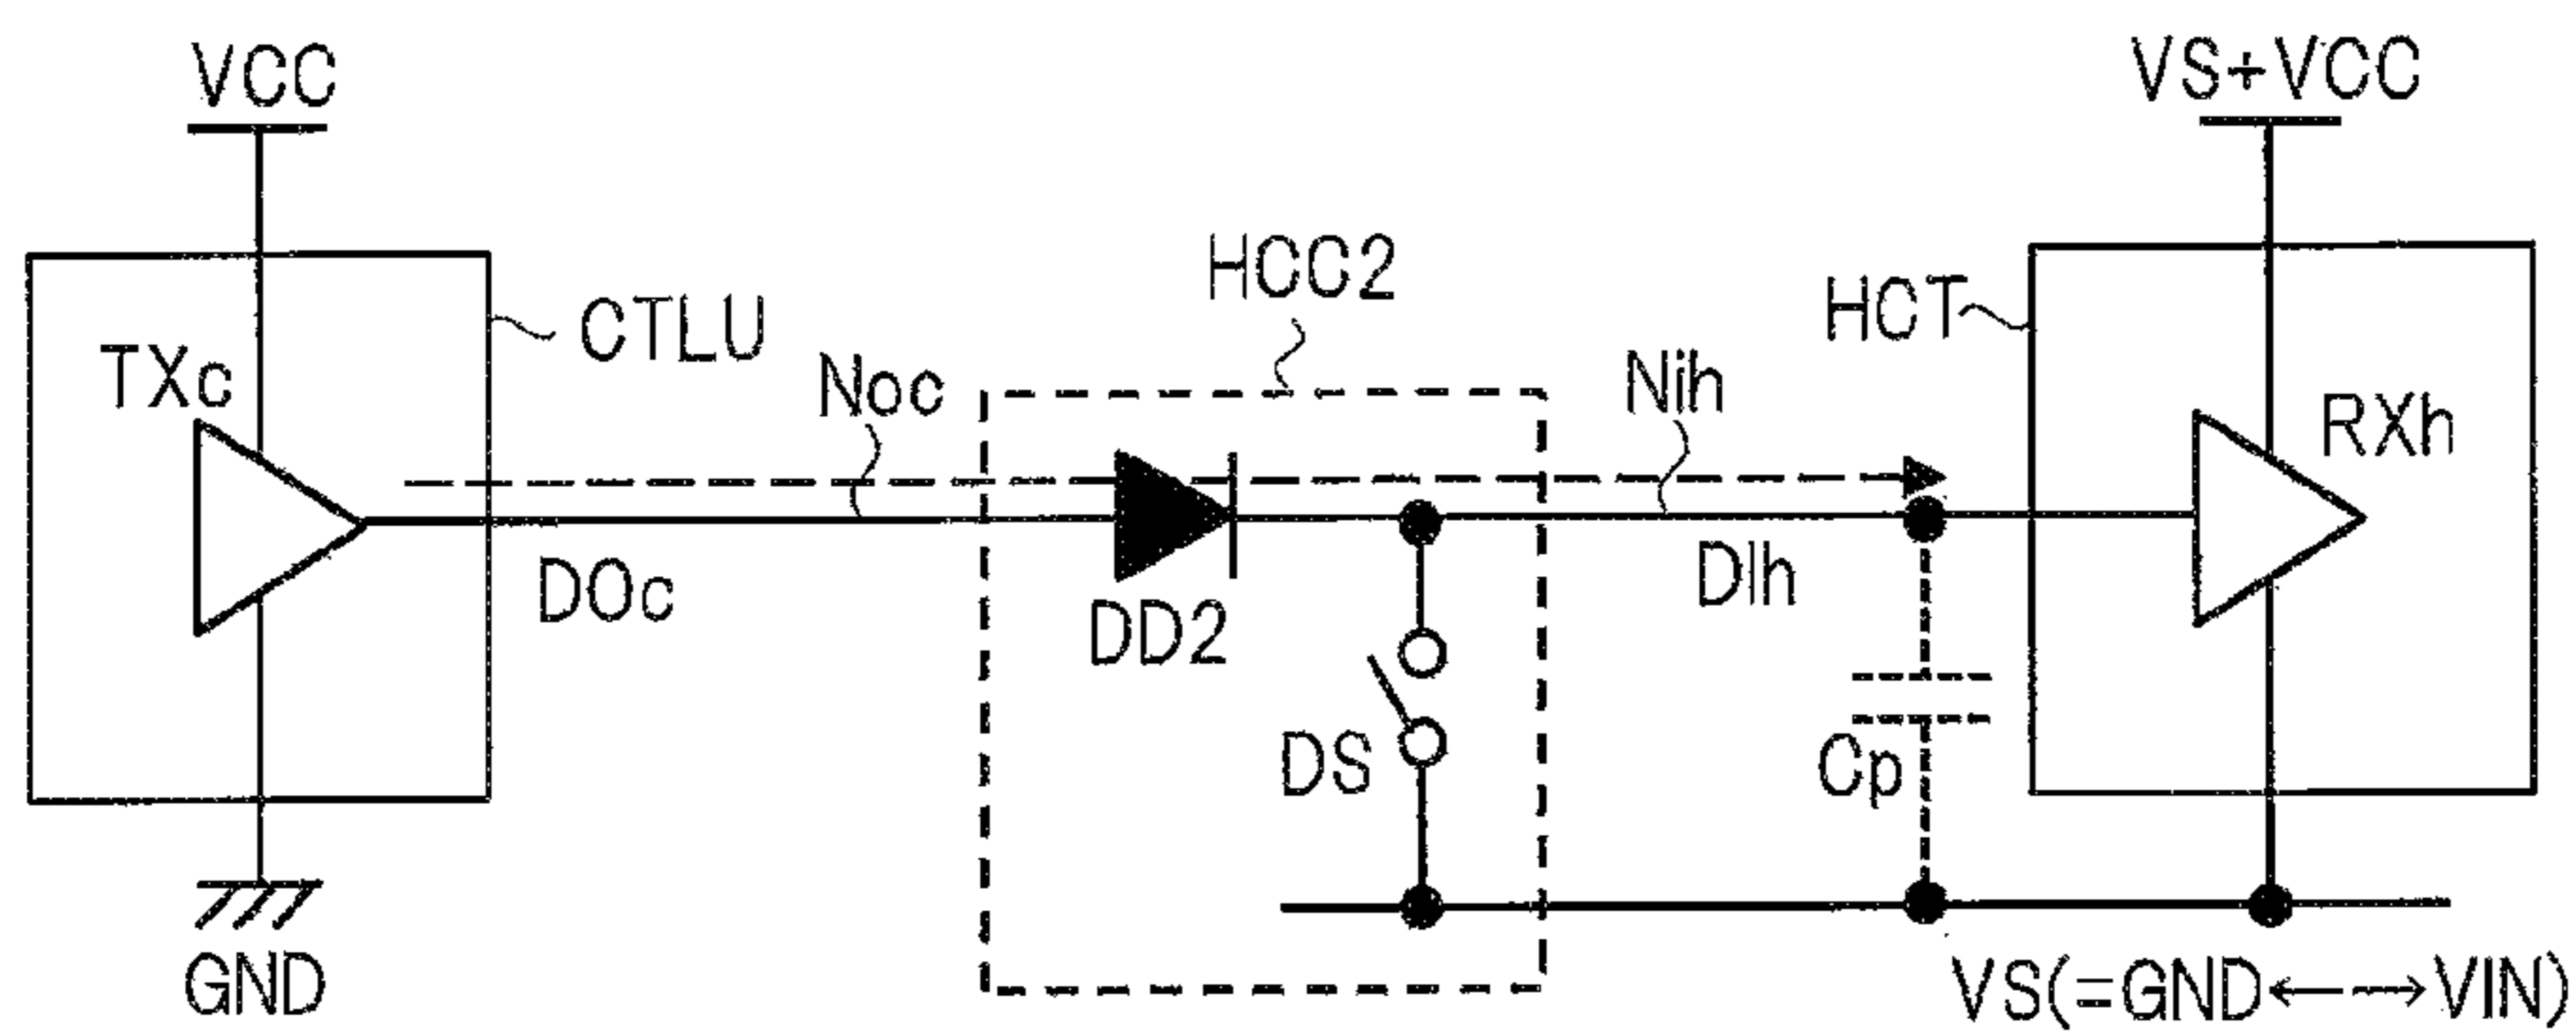 VCC
VS+VCC
HCC2
HCT
CTLU
TXc
Noc
Nih
RXh
DOc
DD2
DIh
DS
Cp
GND
VS(=GND←--→VIN)